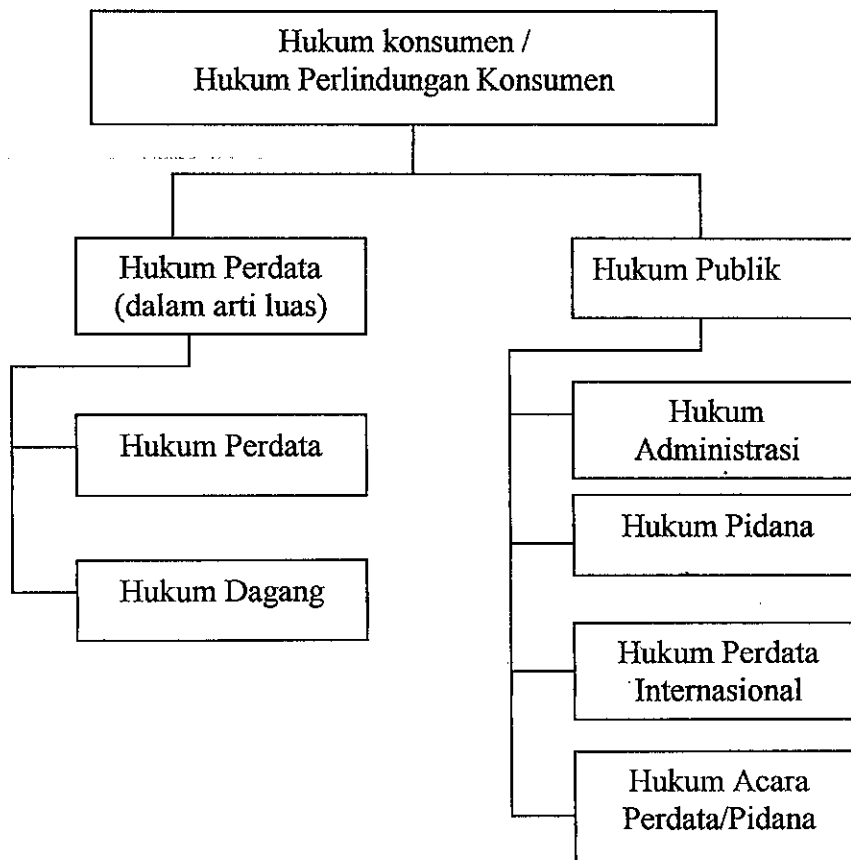 Hukum konsumen /
Hukum Perlindungan Konsumen
Hukum Perdata
(dalam arti luas)
Hukum Perdata
Hukum Dagang
Hukum Publik
Hukum
Administrasi
Hukum Pidana
Hukum Perdata
Internasional
Hukum Acara
Perdata/Pidana